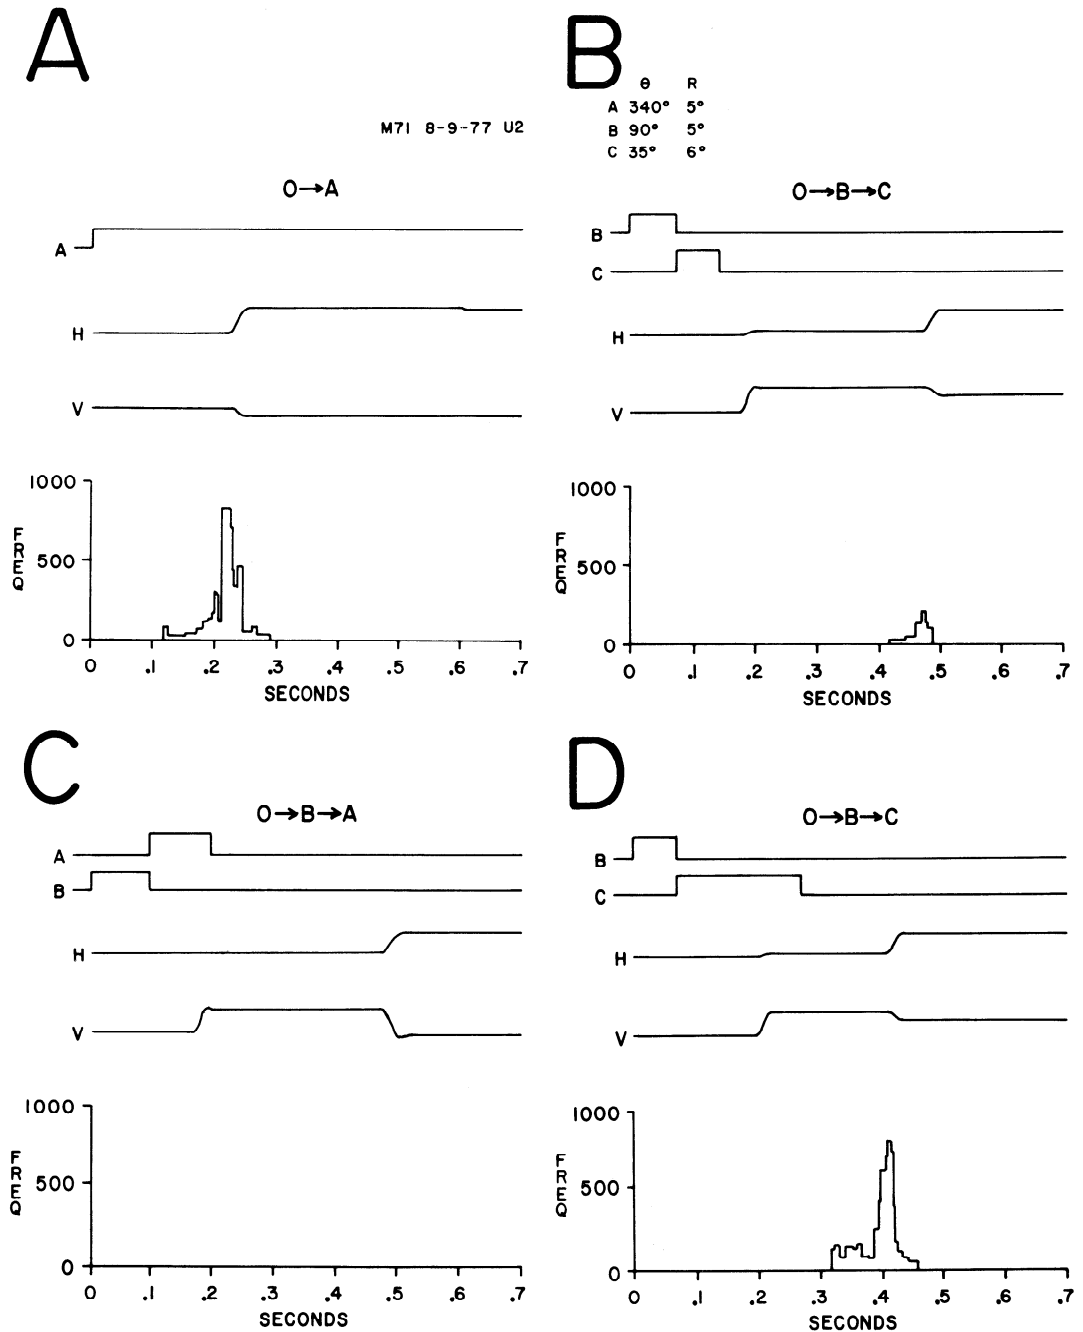 A
M71 8-9-77 U2
O→A
A
H
V
1000
500
0
FREQ
0 .1 .2 .3 .4 .5 .6 .7
SECONDS
B
θ R
A 340° 5°
B 90° 5°
C 35° 6°
O→B→C
B
C
H
V
1000
500
0
FREQ
0 .1 .2 .3 .4 .5 .6 .7
SECONDS
C
O→B→A
A
B
H
V
1000
500
0
FREQ
0 .1 .2 .3 .4 .5 .6 .7
SECONDS
D
O→B→C
B
C
H
V
1000
500
0
FREQ
0 .1 .2 .3 .4 .5 .6 .7
SECONDS